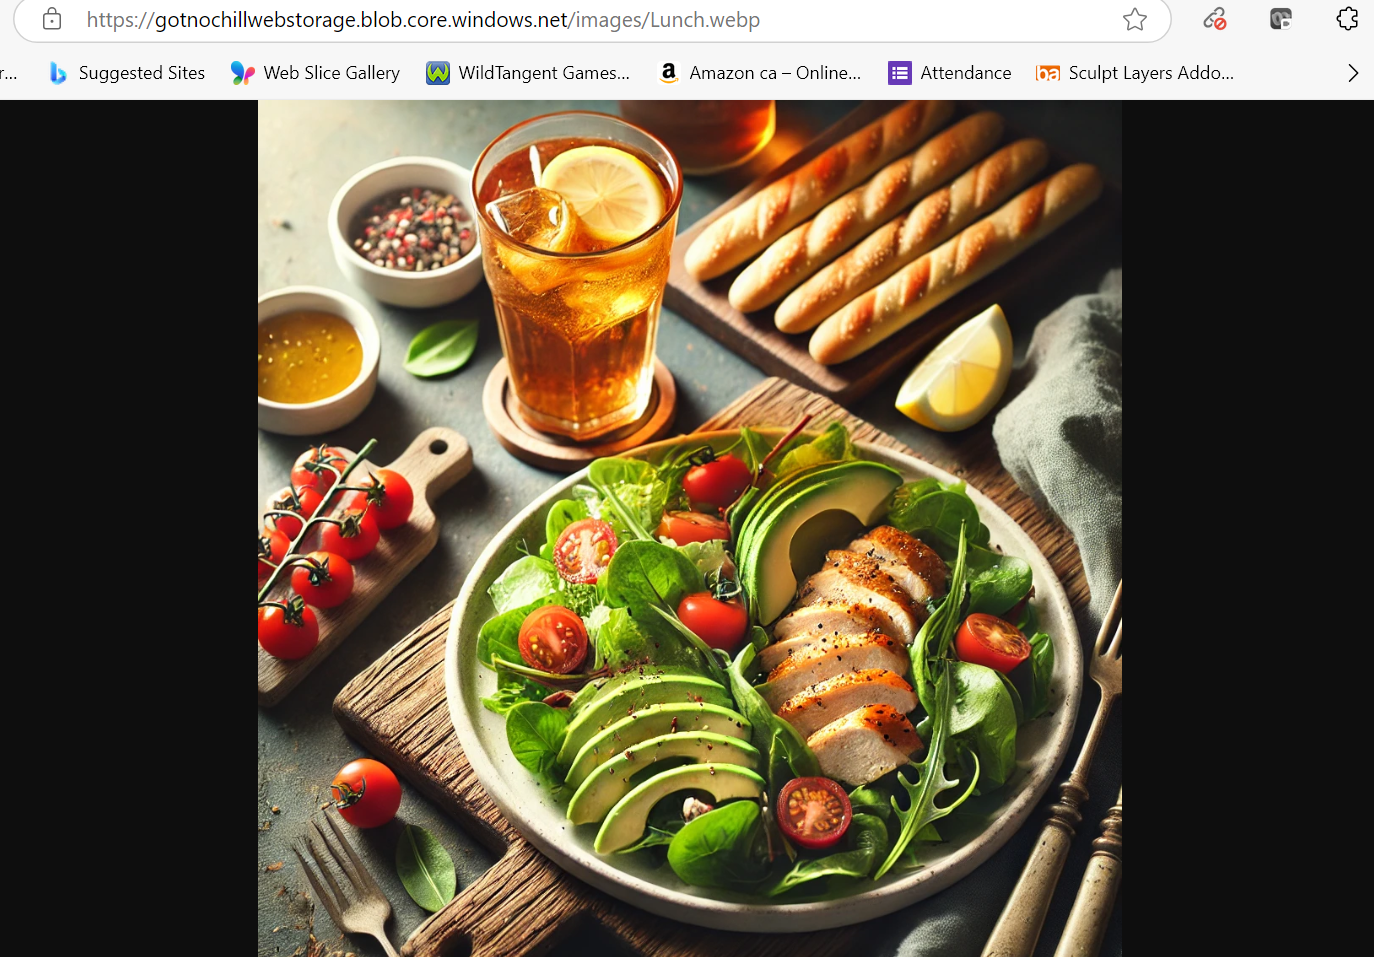 https://gotnochillwebstorage.blob.core.windows.net/images/Lunch.webp
r... Suggested Sites Web Slice Gallery WildTangent Games... Amazon ca – Online... Attendance Sculpt Layers Addo...